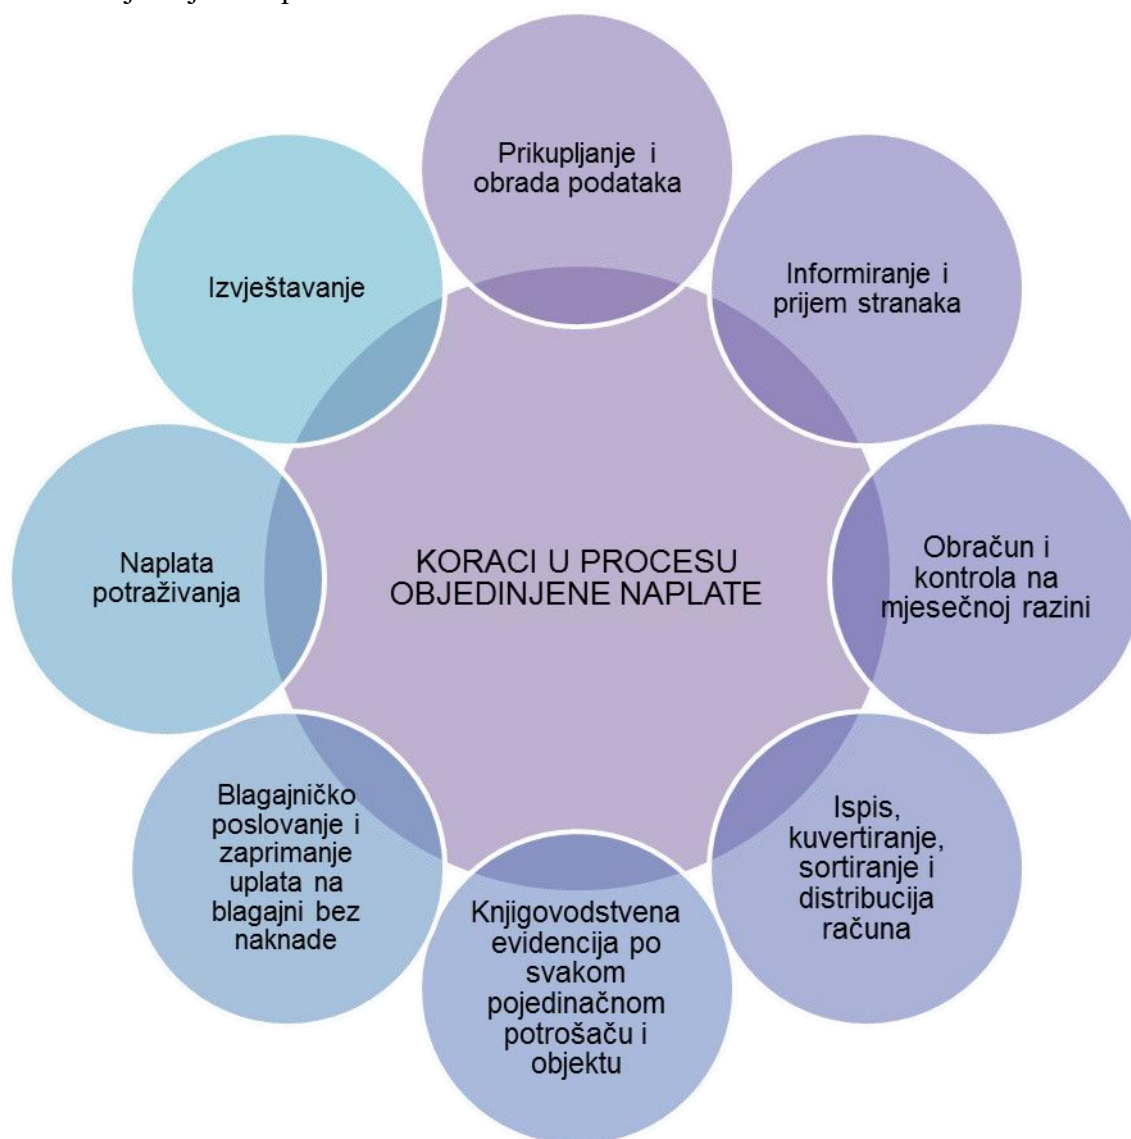 Prikupljanje i
obrada podataka
Informiranje i
prijem stranaka
Obračun i
kontrola na
mjesečnoj razini
Ispis,
kuvertiranje,
sortiranje i
distribucija
računa
Knjigovodstvena
evidencija po
svakom
pojedinačnom
potrošaču i
objektu
Blagajničko
poslovanje i
zaprimanje
uplata na
blagajni bez
naknade
Naplata
potraživanja
Izvještavanje
KORACI U PROCESU
OBJEDINJENE NAPLATE